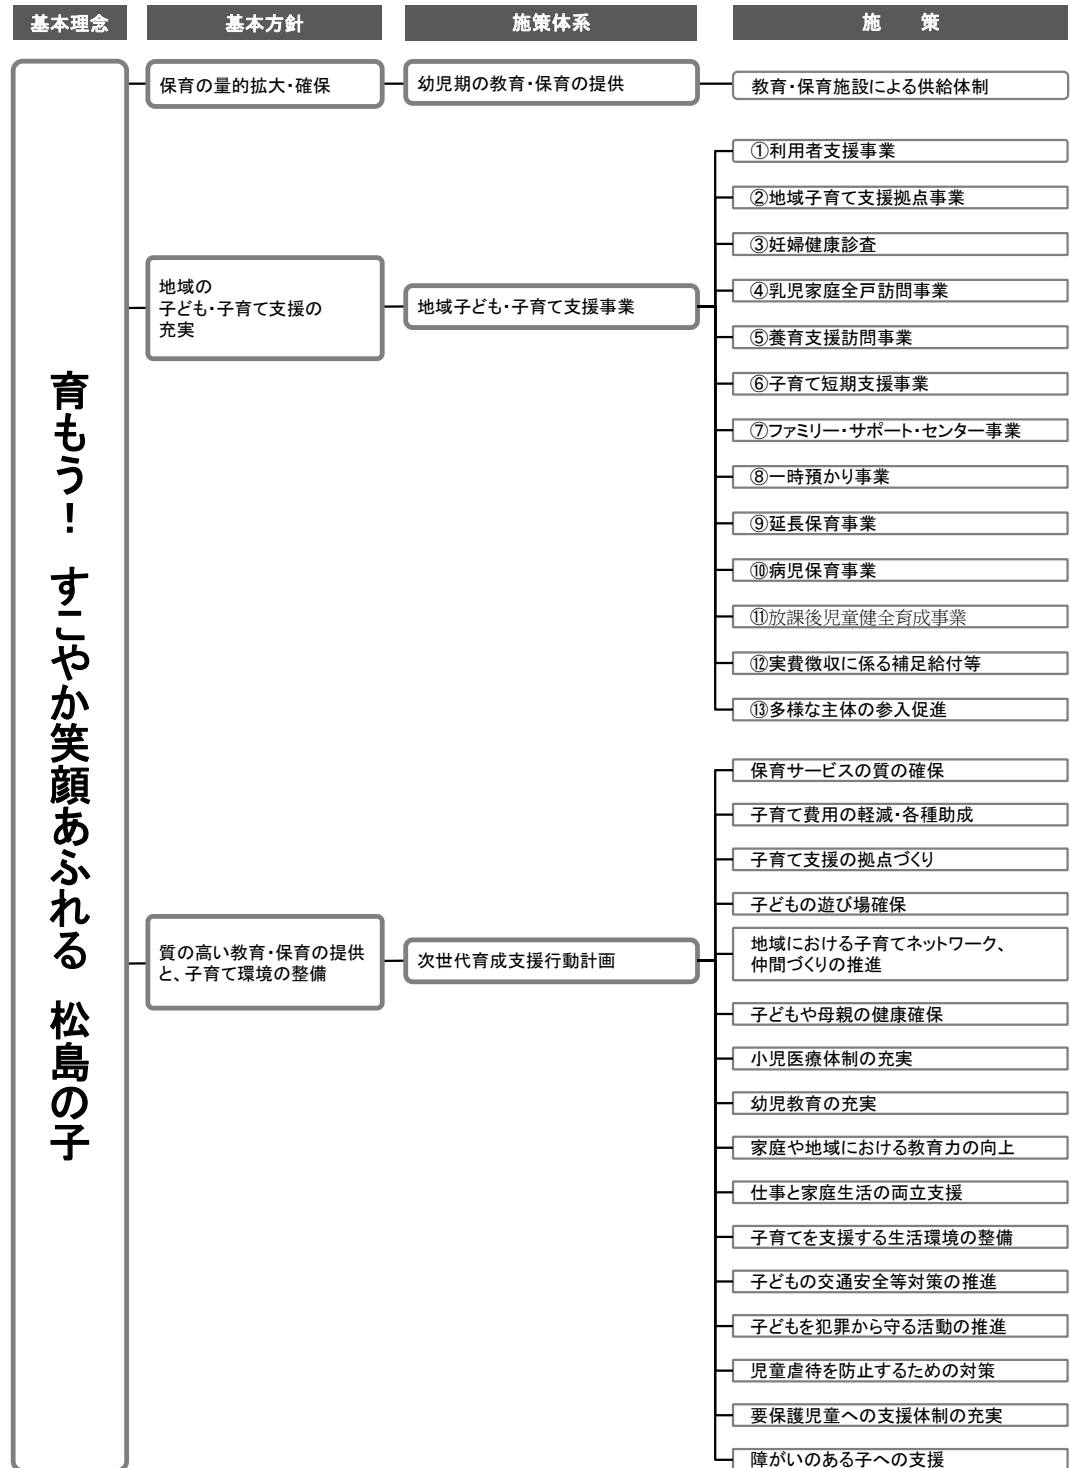 基本理念
基本方針
施策体系
施　　策
育もう！　すこやか笑顔あふれる　松島の子
保育の量的拡大・確保
幼児期の教育・保育の提供
教育・保育施設による供給体制
地域の
子ども・子育て支援の
充実
地域子ども・子育て支援事業
①利用者支援事業
②地域子育て支援拠点事業
③妊婦健康診査
④乳児家庭全戸訪問事業
⑤養育支援訪問事業
⑥子育て短期支援事業
⑦ファミリー・サポート・センター事業
⑧一時預かり事業
⑨延長保育事業
⑩病児保育事業
⑪放課後児童健全育成事業
⑫実費徴収に係る補足給付等
⑬多様な主体の参入促進
質の高い教育・保育の提供
と、子育て環境の整備
次世代育成支援行動計画
保育サービスの質の確保
子育て費用の軽減・各種助成
子育て支援の拠点づくり
子どもの遊び場確保
地域における子育てネットワーク、
仲間づくりの推進
子どもや母親の健康確保
小児医療体制の充実
幼児教育の充実
家庭や地域における教育力の向上
仕事と家庭生活の両立支援
子育てを支援する生活環境の整備
子どもの交通安全等対策の推進
子どもを犯罪から守る活動の推進
児童虐待を防止するための対策
要保護児童への支援体制の充実
障がいのある子への支援